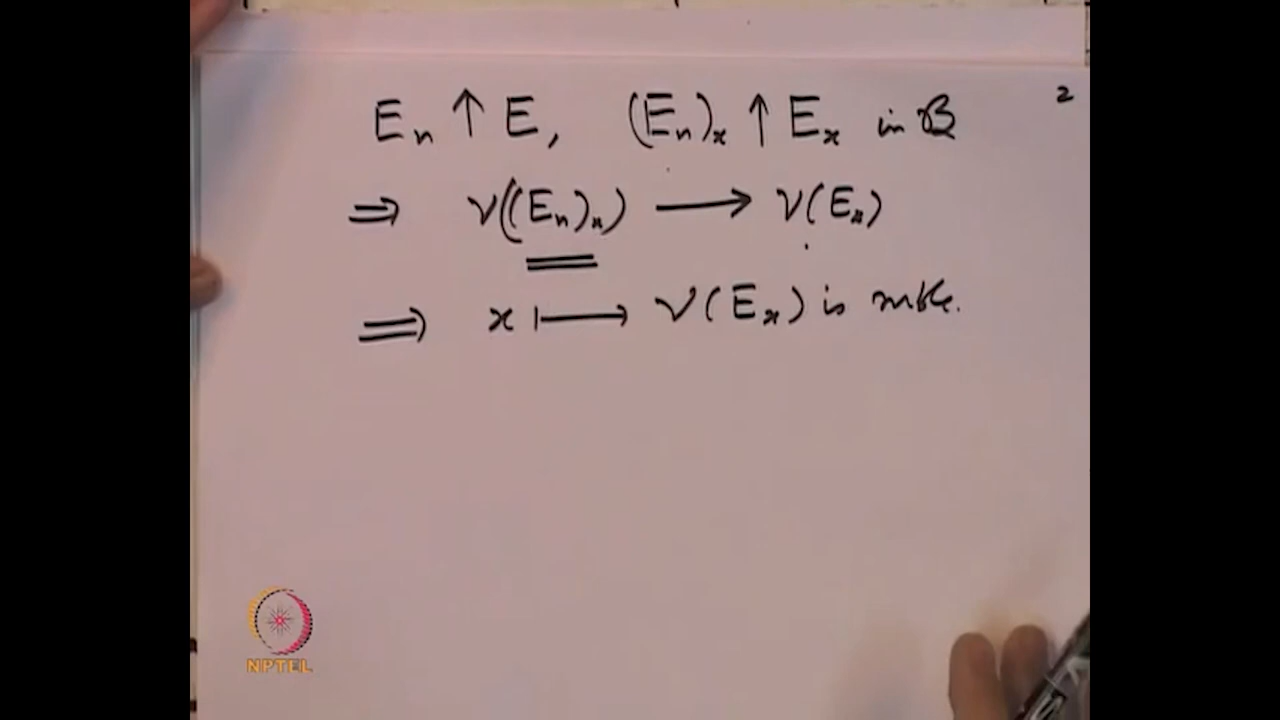 2
Eₙ ↑ E, (Eₙ)ₓ ↑ Eₓ in ℬ
⇒ ν((Eₙ)ₓ) ⟶ ν(Eₓ)
⇒ x ⟼ ν(Eₓ) is mble.
NPTEL